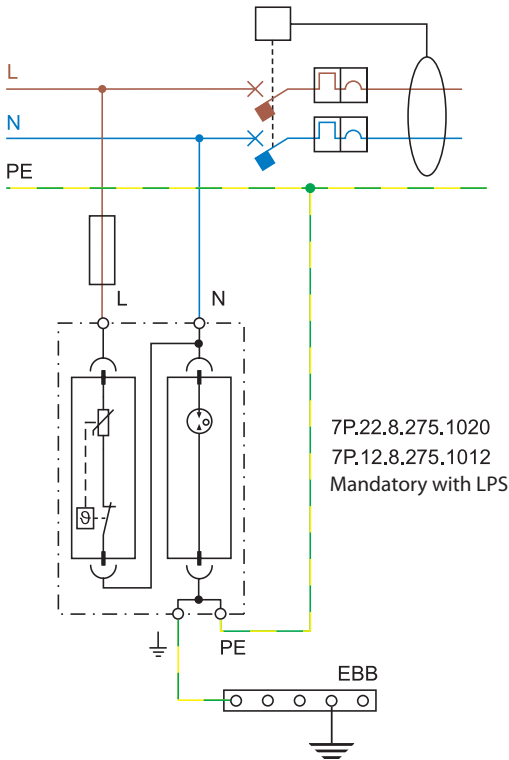 L
N
PE
L
N
7P.22.8.275.1020
7P.12.8.275.1012
Mandatory with LPS
ϑ
PE
EBB